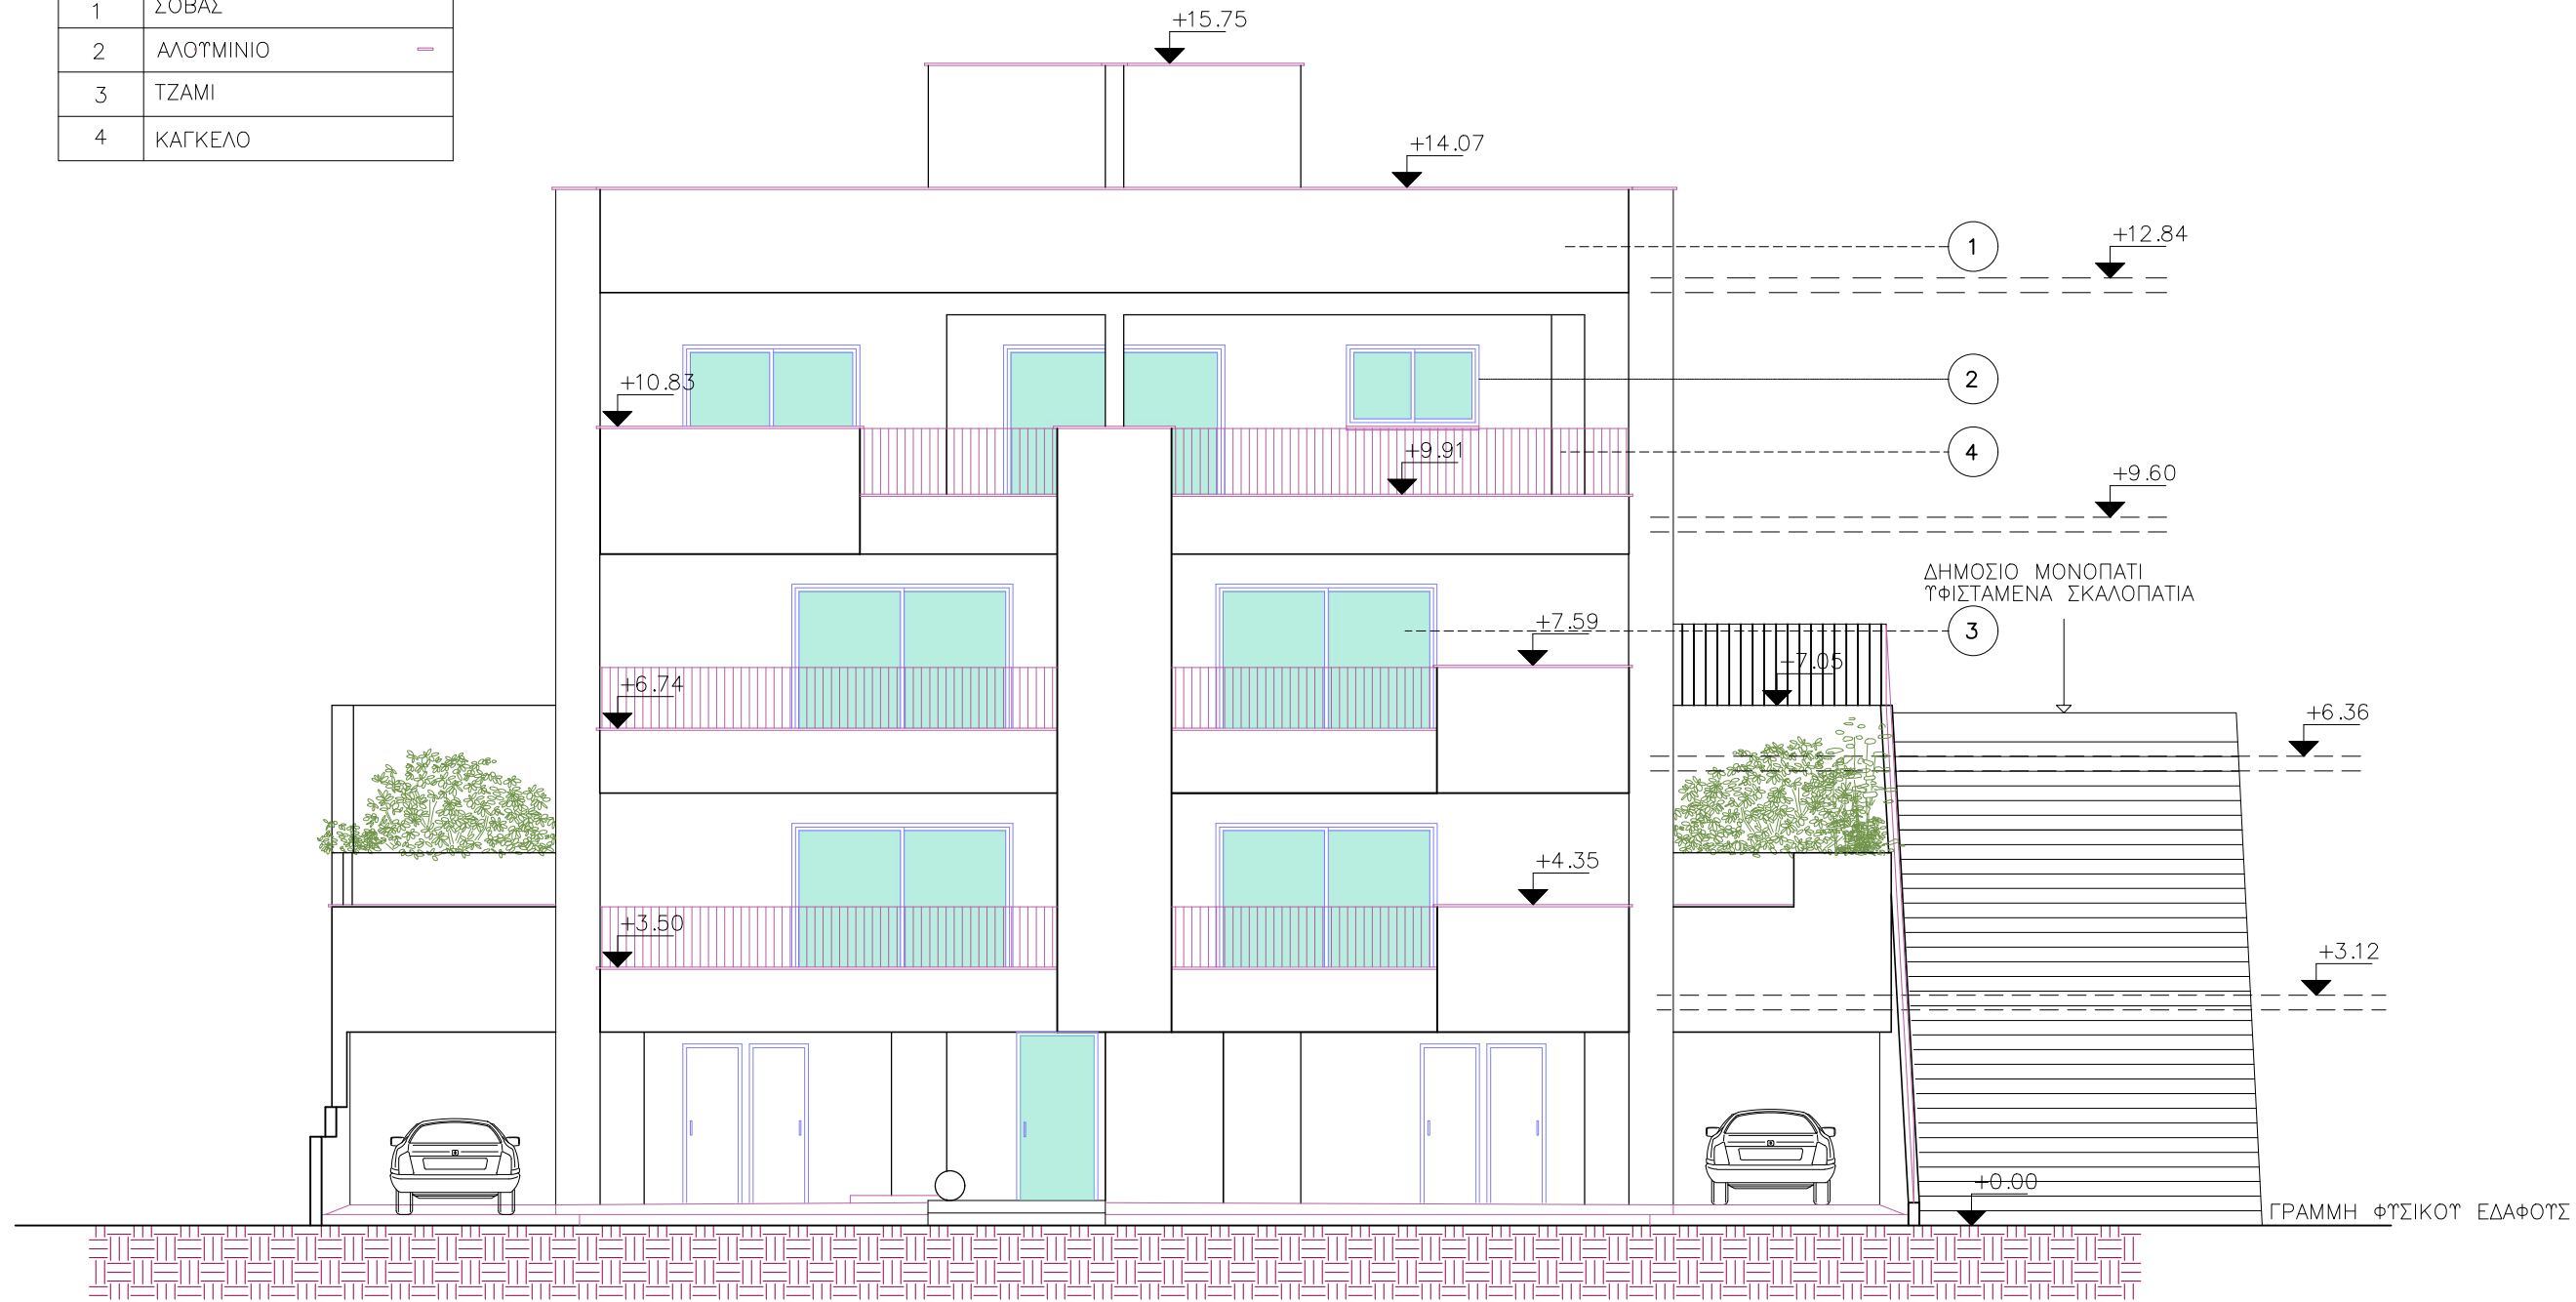 1 ΣΟΒΑΣ
2 ΑΛΟΥΜΙΝΙΟ
3 ΤΖΑΜΙ
4 ΚΑΓΚΕΛΟ
+15.75
+14.07
1
+12.84
2
+10.83
4
+9.91
+9.60
ΔΗΜΟΣΙΟ ΜΟΝΟΠΑΤΙ
ΥΦΙΣΤΑΜΕΝΑ ΣΚΑΛΟΠΑΤΙΑ
+7.59
3
+7.05
+6.74
+6.36
+4.35
+3.50
+3.12
+0.00
ΓΡΑΜΜΗ ΦΥΣΙΚΟΥ ΕΔΑΦΟΥΣ